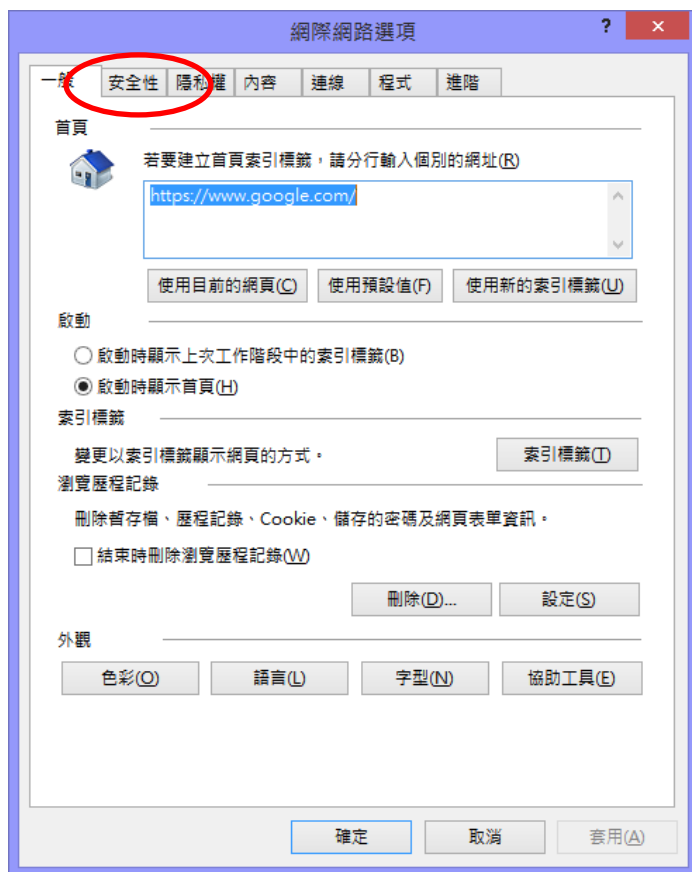 網際網路選項 ?
一般 安全性 隱私權 內容 連線 程式 進階
首頁
若要建立首頁索引標籤，請分行輸入個別的網址(R)
https://www.google.com/
使用目前的網頁(C) 使用預設值(F) 使用新的索引標籤(U)
啟動
啟動時顯示上次工作階段中的索引標籤(B)
啟動時顯示首頁(H)
索引標籤
變更以索引標籤顯示網頁的方式。 索引標籤(T)
瀏覽歷程記錄
刪除暫存檔、歷程記錄、Cookie、儲存的密碼及網頁表單資訊。
結束時刪除瀏覽歷程記錄(W)
刪除(D)... 設定(S)
外觀
色彩(O) 語言(L) 字型(N) 協助工具(E)
確定 取消 套用(A)